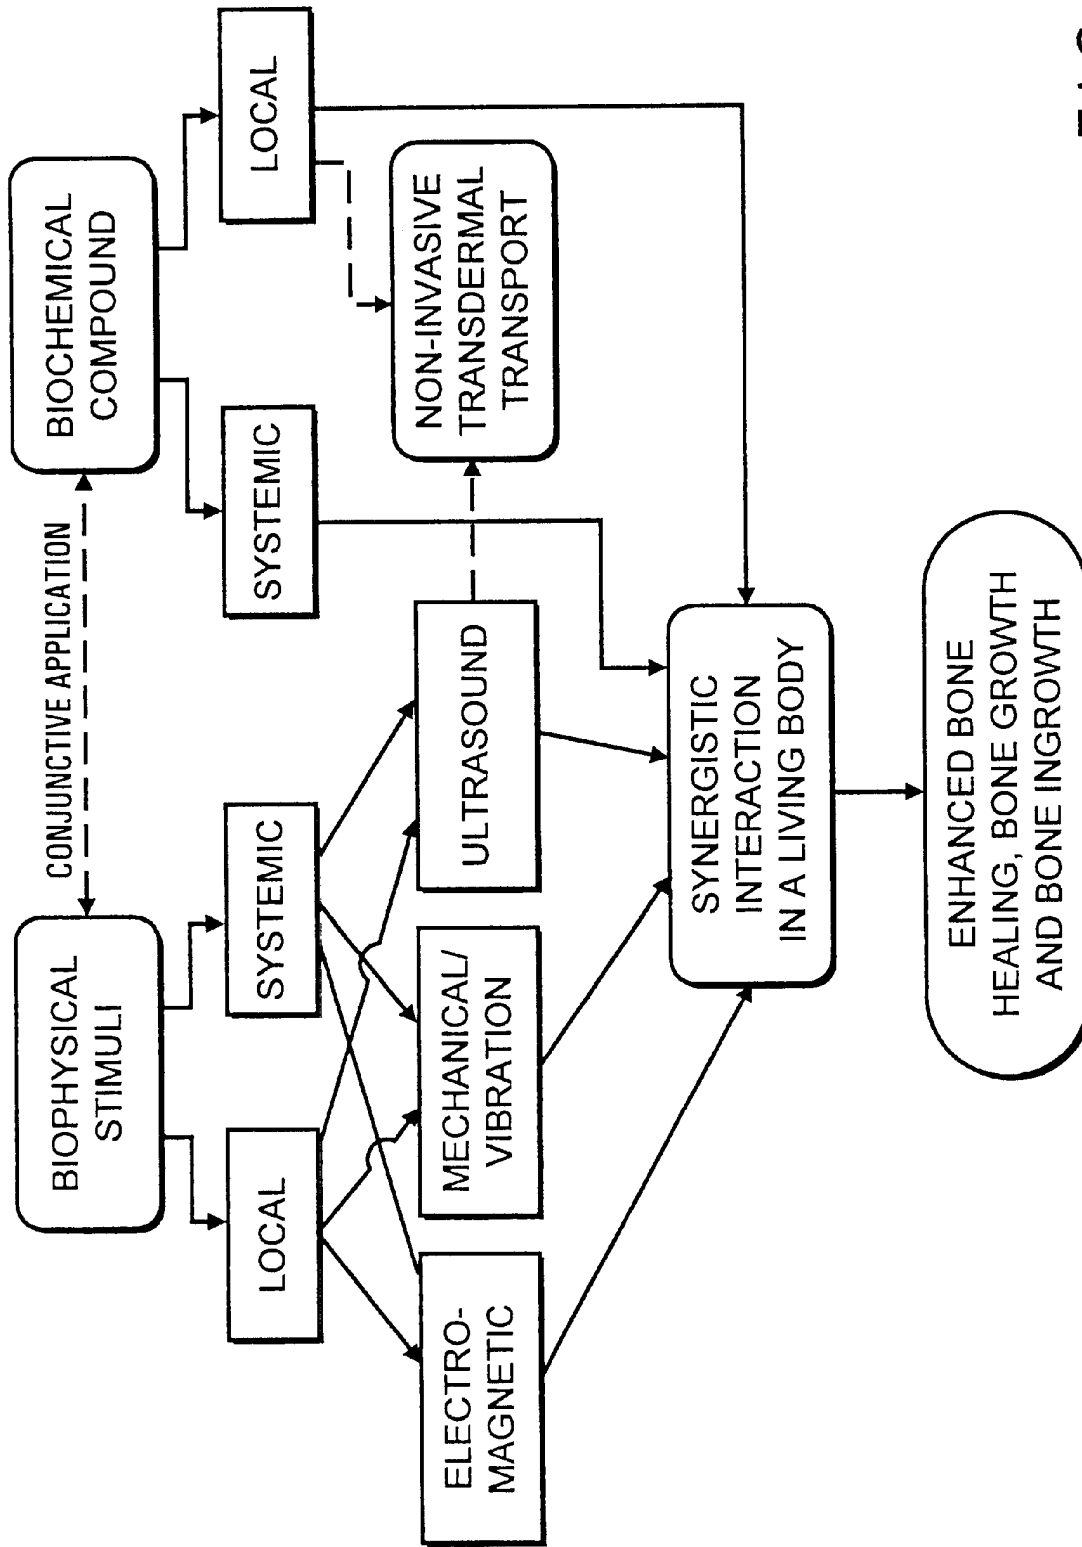 CONJUNCTIVE APPLICATION
BIOPHYSICAL
STIMULI
BIOCHEMICAL
COMPOUND
LOCAL
SYSTEMIC
SYSTEMIC
LOCAL
ELECTRO-
MAGNETIC
MECHANICAL/
VIBRATION
ULTRASOUND
NON-INVASIVE
TRANSDERMAL
TRANSPORT
SYNERGISTIC
INTERACTION
IN A LIVING BODY
ENHANCED BONE
HEALING, BONE GROWTH
AND BONE INGROWTH